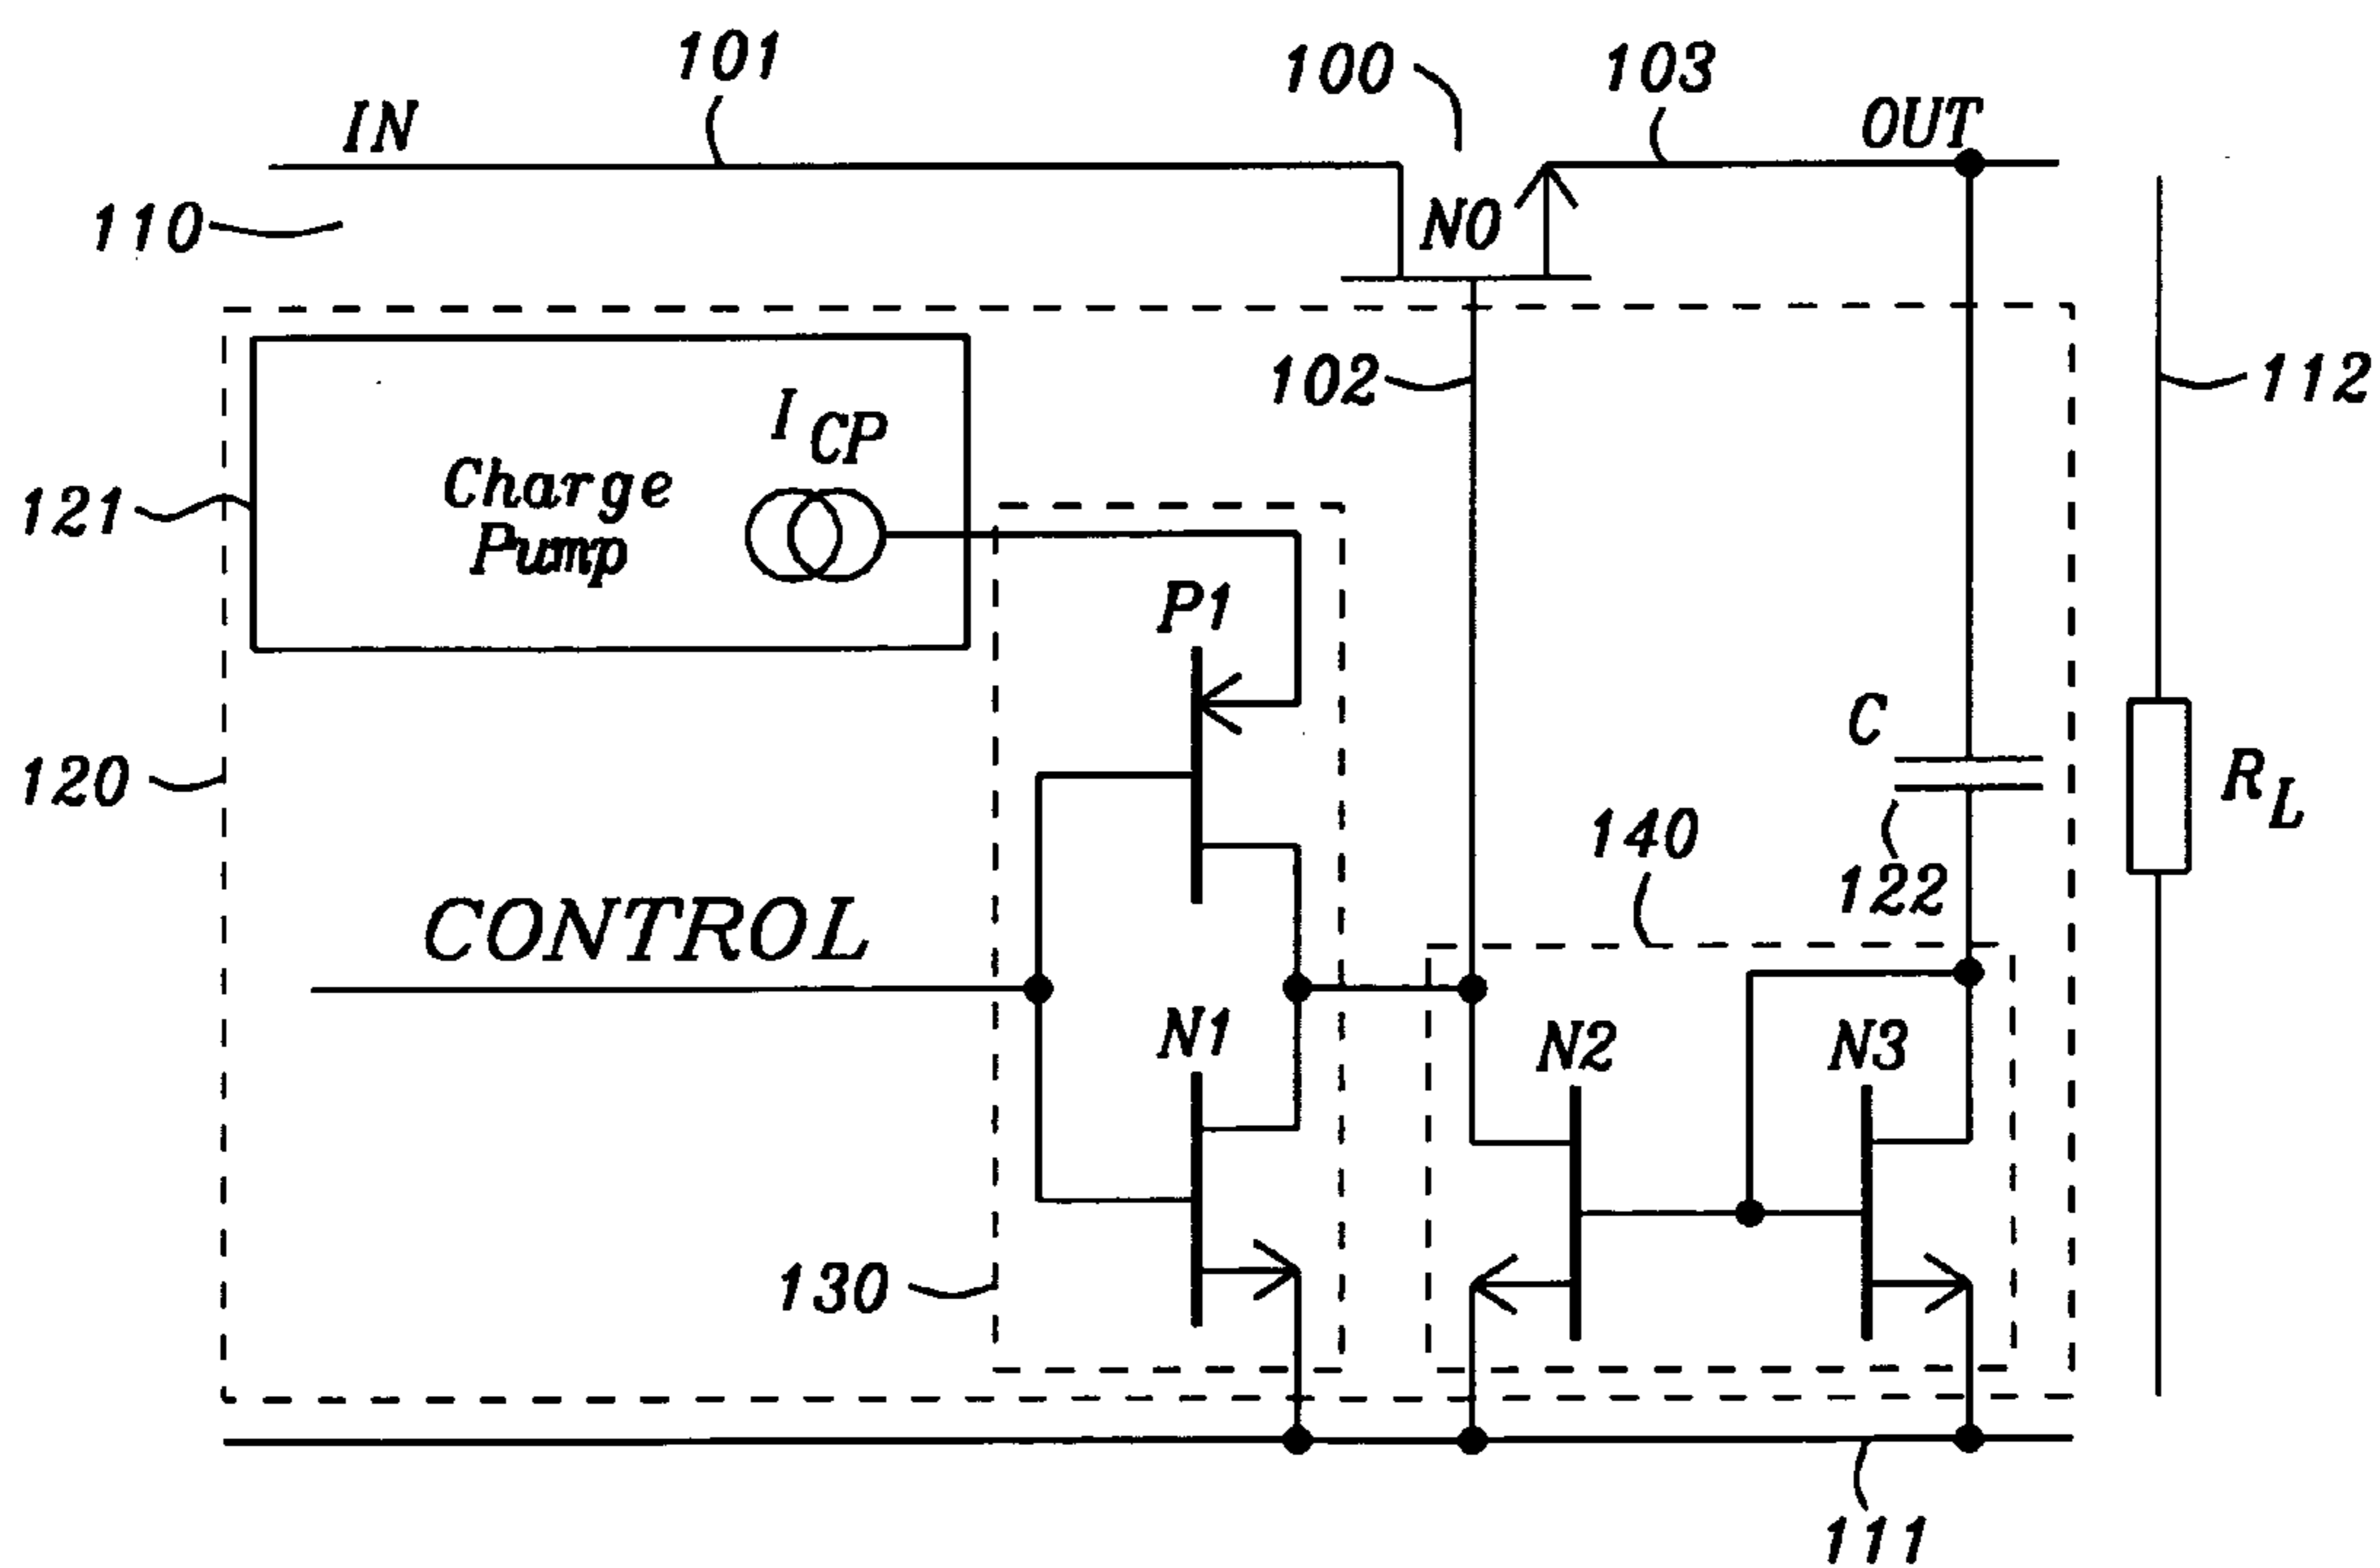 101
100
103
IN
OUT
110
N0
102
112
I CP
Charge
Pump
121
P1
C
R L
120
140
122
CONTROL
N1
N2
N3
130
111